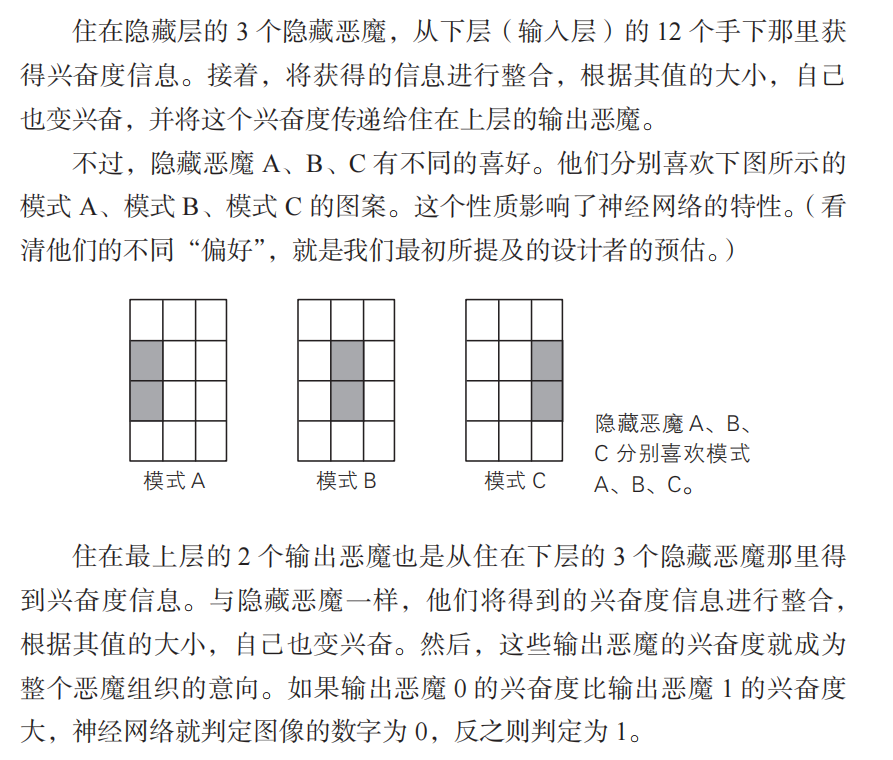 住在隐藏层的 3 个隐藏恶魔，从下层（输入层）的 12 个手下那里获
得兴奋度信息。接着，将获得的信息进行整合，根据其值的大小，自己
也变兴奋，并将这个兴奋度传递给住在上层的输出恶魔。
不过，隐藏恶魔 A、B、C 有不同的喜好。他们分别喜欢下图所示的
模式 A、模式 B、模式 C 的图案。这个性质影响了神经网络的特性。（看
清他们的不同“偏好”，就是我们最初所提及的设计者的预估。）
模式 A
模式 B
模式 C
隐藏恶魔 A、B、
C 分别喜欢模式
A、B、C。
住在最上层的 2 个输出恶魔也是从住在下层的 3 个隐藏恶魔那里得
到兴奋度信息。与隐藏恶魔一样，他们将得到的兴奋度信息进行整合，
根据其值的大小，自己也变兴奋。然后，这些输出恶魔的兴奋度就成为
整个恶魔组织的意向。如果输出恶魔 0 的兴奋度比输出恶魔 1 的兴奋度
大，神经网络就判定图像的数字为 0，反之则判定为 1。